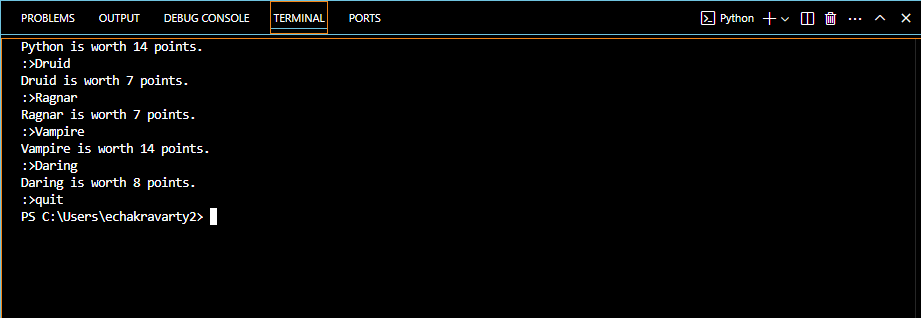 PROBLEMS OUTPUT DEBUG CONSOLE TERMINAL PORTS Python
Python is worth 14 points.
:>Druid
Druid is worth 7 points.
:>Ragnar
Ragnar is worth 7 points.
:>Vampire
Vampire is worth 14 points.
:>Daring
Daring is worth 8 points.
:>quit
PS C:\Users\echakravarty2>